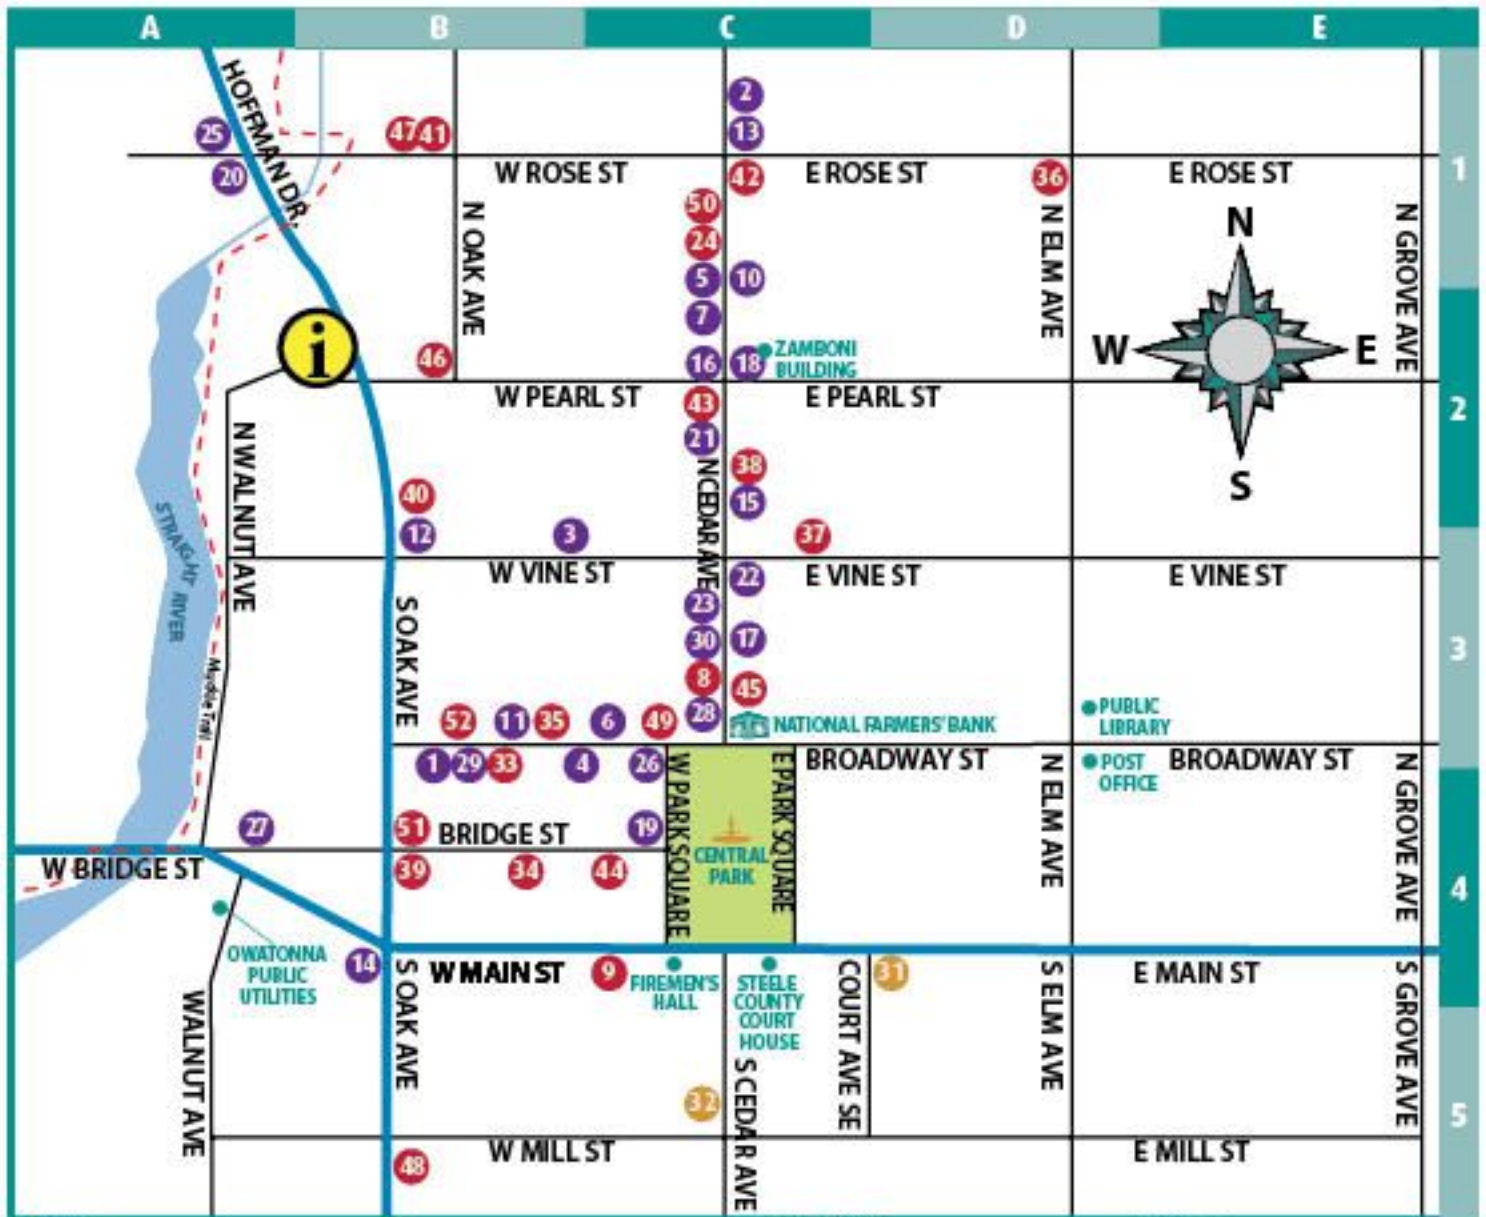 A B C D E
1
2
3
4
5
HOFFMAN DR.
25
47
41
2
13
20
W ROSE ST
42
E ROSE ST
36
E ROSE ST
50
24
N OAK AVE
N ELM AVE
N GROVE AVE
5
10
7
N
W
E
S
i
46
16
18
ZAMBONI
BUILDING
W PEARL ST
43
E PEARL ST
21
N WALNUT AVE
N CEDAR AVE
38
15
40
12
3
37
STRAIGHT
RIVER
W VINE ST
22
E VINE ST
E VINE ST
23
30
17
S OAK AVE
8
45
52
11
35
6
49
28
NATIONAL FARMERS' BANK
PUBLIC
LIBRARY
1
29
33
4
26
W PARK SQUARE
E PARK SQUARE
BROADWAY ST
N ELM AVE
POST
OFFICE
BROADWAY ST
N GROVE AVE
27
51
BRIDGE ST
19
CENTRAL
PARK
W BRIDGE ST
39
34
44
OWATONNA
PUBLIC
UTILITIES
14
S OAK AVE
W MAIN ST
9
FIREMEN'S
HALL
STEELE
COUNTY
COURT
HOUSE
COURT AVE SE
31
S ELM AVE
E MAIN ST
S GROVE AVE
WALNUT AVE
32
S CEDAR AVE
48
W MILL ST
E MILL ST